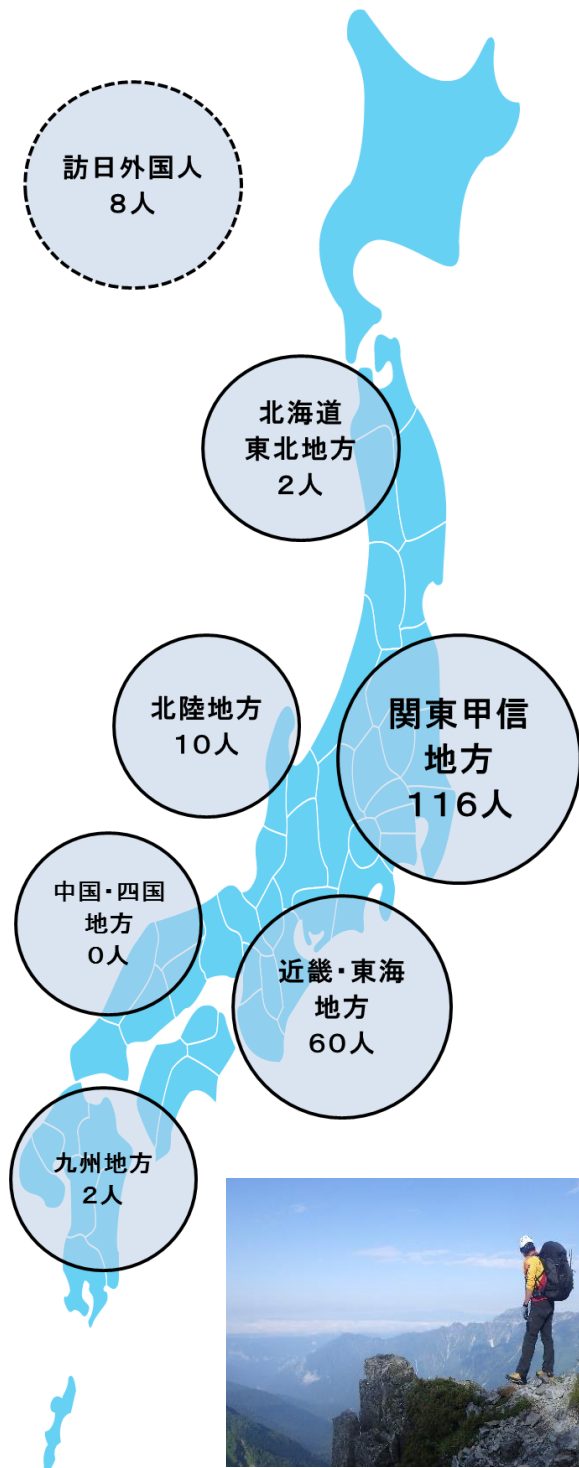 訪日外国人
8人
北海道
東北地方
2人
北陸地方
10人
関東甲信
地方
116人
中国・四国
地方
0人
近畿・東海
地方
60人
九州地方
2人